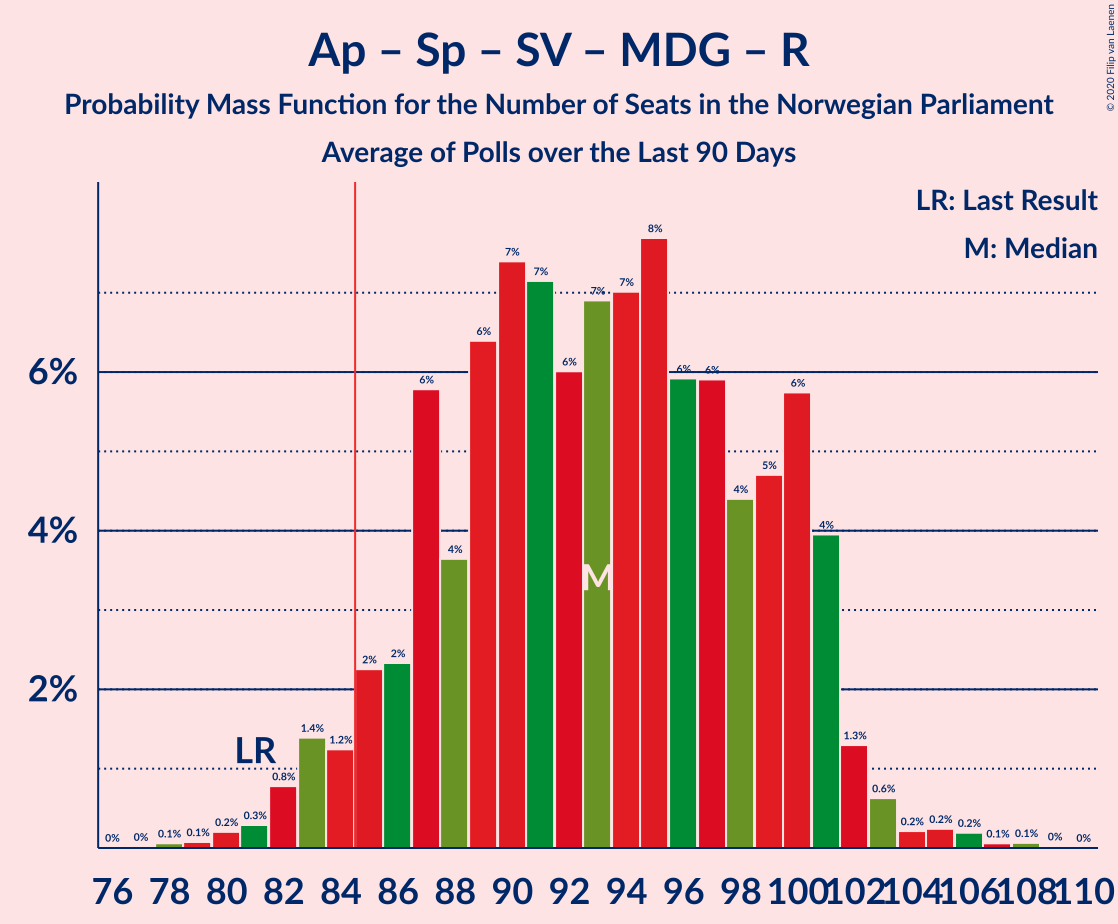 Ap – Sp – SV – MDG – R
Probability Mass Function for the Number of Seats in the Norwegian Parliament
Average of Polls over the Last 90 Days
© 2020 Filip van Laenen
LR: Last Result
M: Median
8%
7%
7%
7%
7%
6%
6%
6%
6%
6%
6%
6%
6%
5%
4%
4%
4%
4%
M
2%
2%
2%
LR
1.4%
1.2%
1.3%
0.8%
0.6%
0% 0% 0.1% 0.1% 0.2% 0.3%
0.2% 0.2% 0.2% 0.1% 0.1% 0% 0%
76 78 80 82 84 86 88 90 92 94 96 98 100 102 104 106 108 110